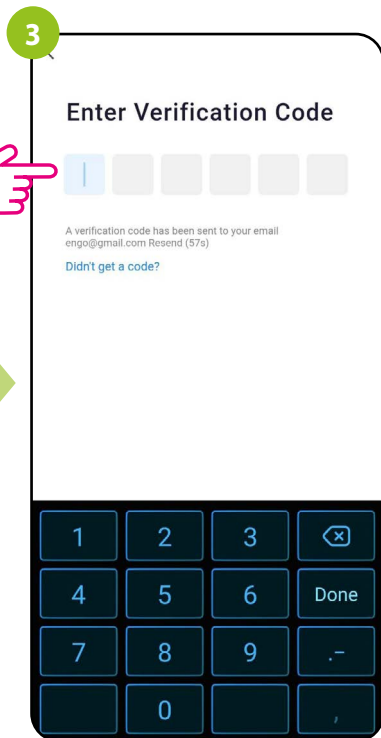 3
Enter Verification Code
A verification code has been sent to your email
engo@gmail.com Resend (57s)
Didn't get a code?
1 2 3
4 5 6 Done
7 8 9 .–
0 ,